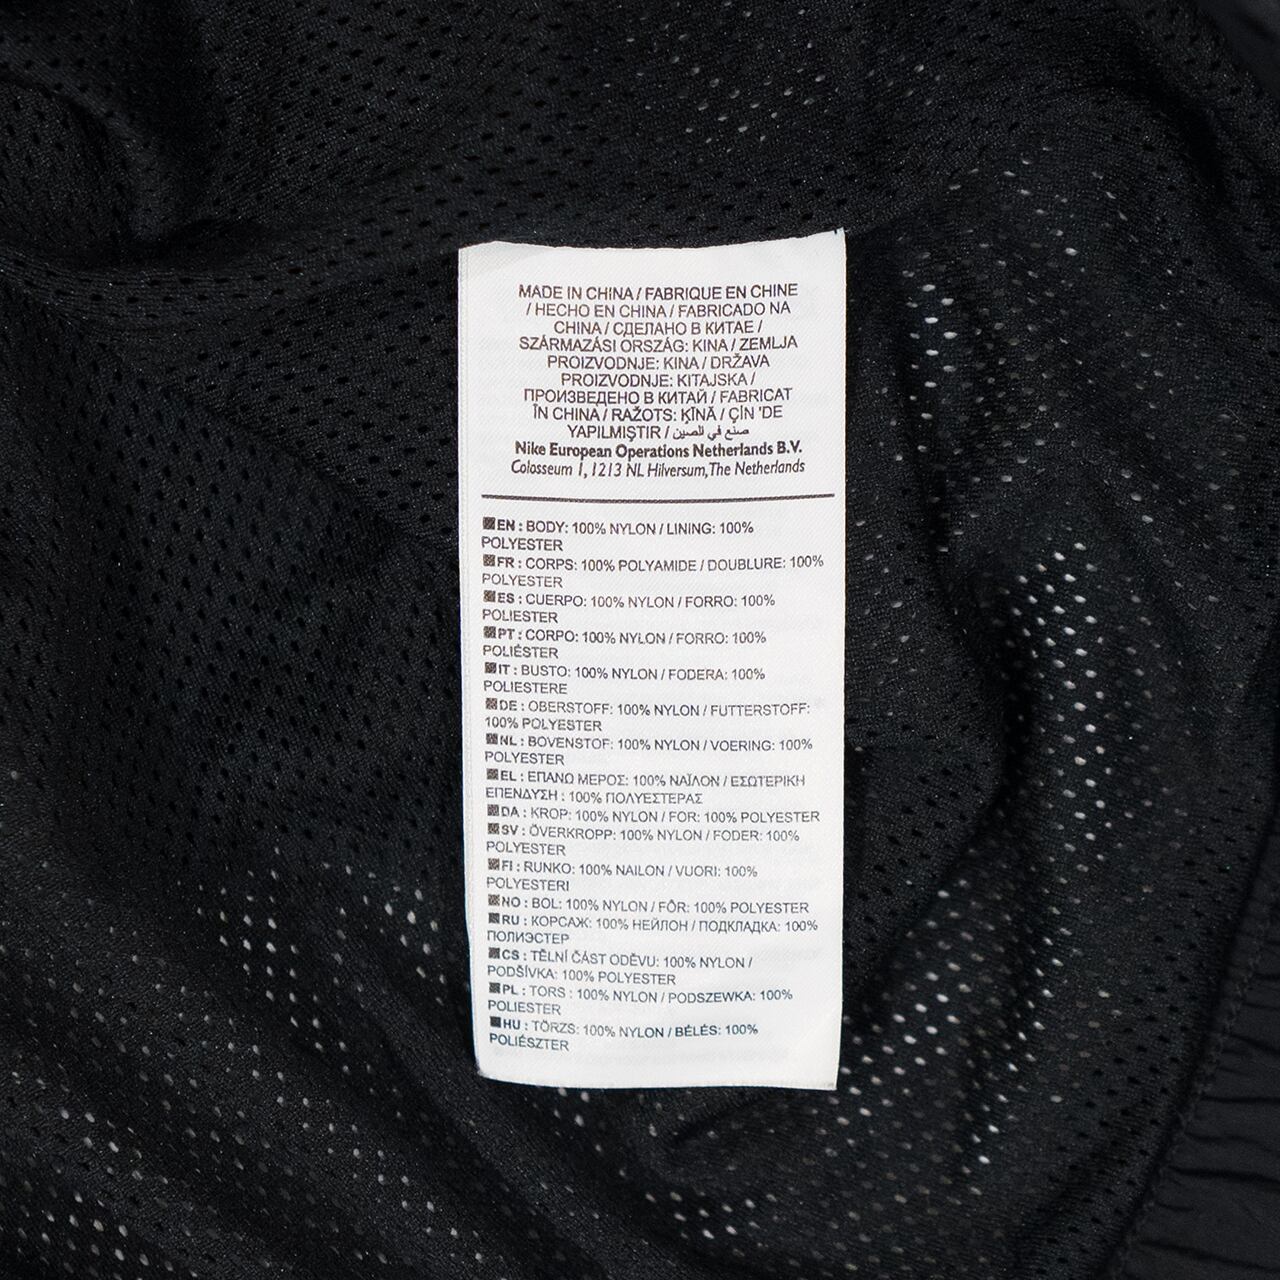 MADE IN CHINA / FABRIQUE EN CHINE
/ HECHO EN CHINA / FABRICADO NA
CHINA / СДЕЛАНО В КИТАЕ /
SZÁRMAZÁSI ORSZÁG: KINA / ZEMLJA
PROIZVODNJE: KINA / DRŽAVA
PROIZVODNJE: KITAJSKA /
ПРОИЗВЕДЕНО В КИТАЙ / FABRICAT
ÎN CHINA / RAŽOTS: ĶĪNĀ / ÇİN 'DE
YAPILMIŞTIR / صنع في الصين
Nike European Operations Netherlands B.V.
Colosseum 1, 1213 NL Hilversum, The Netherlands
EN : BODY: 100% NYLON / LINING: 100%
POLYESTER
FR : CORPS: 100% POLYAMIDE / DOUBLURE: 100%
POLYESTER
ES : CUERPO: 100% NYLON / FORRO: 100%
POLIESTER
PT : CORPO: 100% NYLON / FORRO: 100%
POLIÉSTER
IT : BUSTO: 100% NYLON / FODERA: 100%
POLIESTERE
DE : OBERSTOFF: 100% NYLON / FUTTERSTOFF:
100% POLYESTER
NL : BOVENSTOF: 100% NYLON / VOERING: 100%
POLYESTER
EL : ΕΠΑΝΩ ΜΕΡΟΣ: 100% ΝΑΪΛΟΝ / ΕΣΩΤΕΡΙΚΗ
ΕΠΕΝΔΥΣΗ : 100% ΠΟΛΥΕΣΤΕΡΑΣ
DA : KROP: 100% NYLON / FOR: 100% POLYESTER
SV : ÖVERKROPP: 100% NYLON / FODER: 100%
POLYESTER
FI : RUNKO: 100% NAILON / VUORI: 100%
POLYESTERI
NO : BOL: 100% NYLON / FÔR: 100% POLYESTER
RU : КОРСАЖ: 100% НЕЙЛОН / ПОДКЛАДКА: 100%
ПОЛИЭСТЕР
CS : TĚLNÍ ČÁST ODĚVU: 100% NYLON /
PODŠÍVKA: 100% POLYESTER
PL : TORS : 100% NYLON / PODSZEWKA: 100%
POLIESTER
HU : TÖRZS: 100% NYLON / BÉLÉS: 100%
POLIÉSZTER